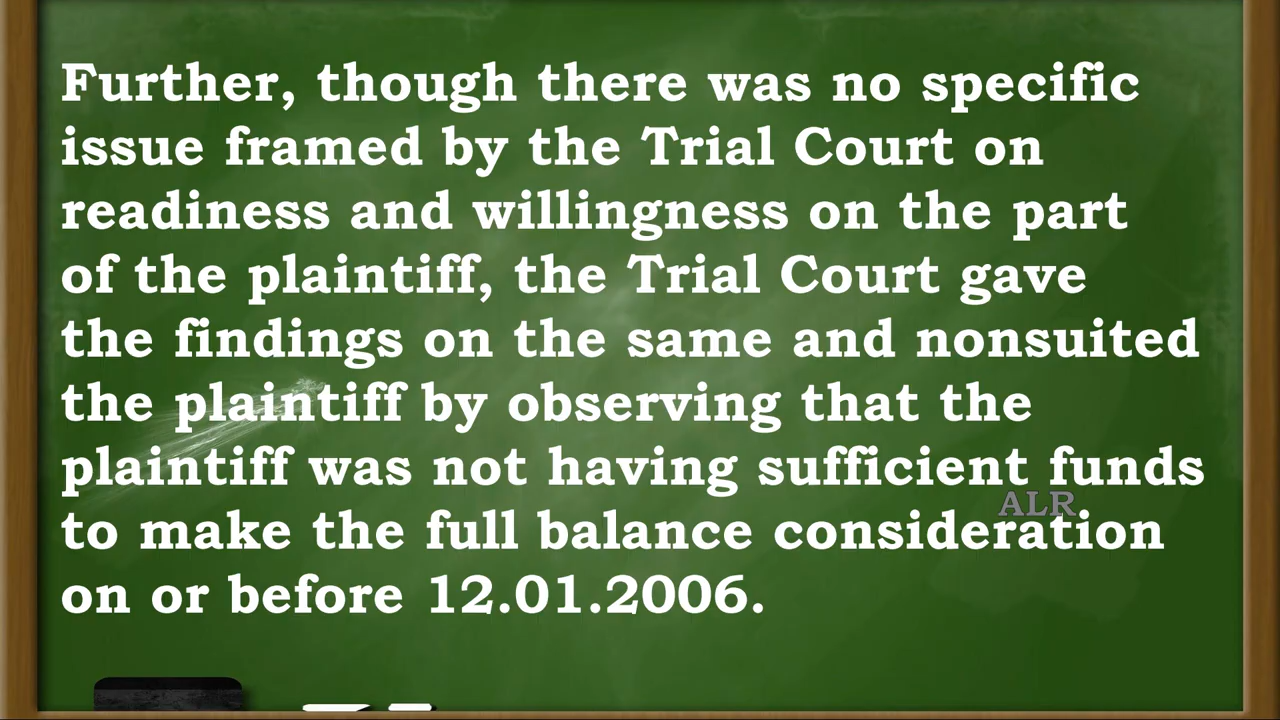 Further, though there was no specific
issue framed by the Trial Court on
readiness and willingness on the part
of the plaintiff, the Trial Court gave
the findings on the same and nonsuited
the plaintiff by observing that the
plaintiff was not having sufficient funds
ALR
to make the full balance consideration
on or before 12.01.2006.